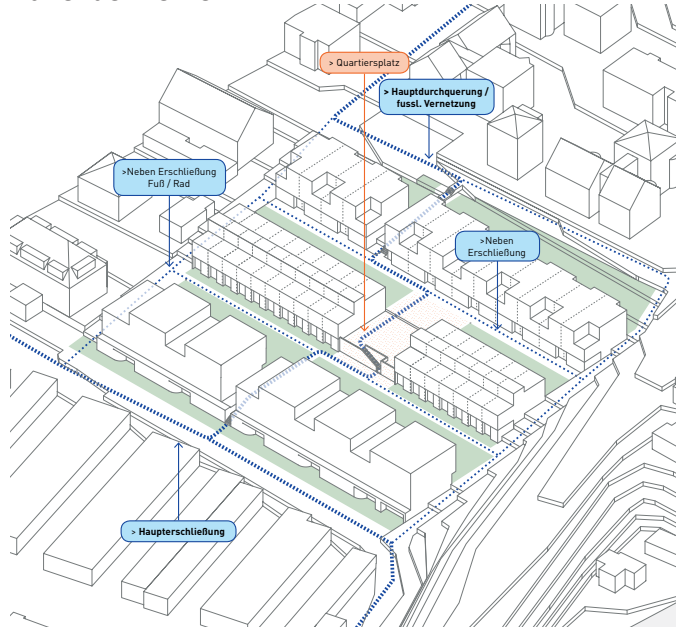 > Quartiersplatz
> Hauptdurchquerung /
fussl. Vernetzung
>Neben Erschließung
Fuß / Rad
>Neben
Erschließung
> Haupterschließung